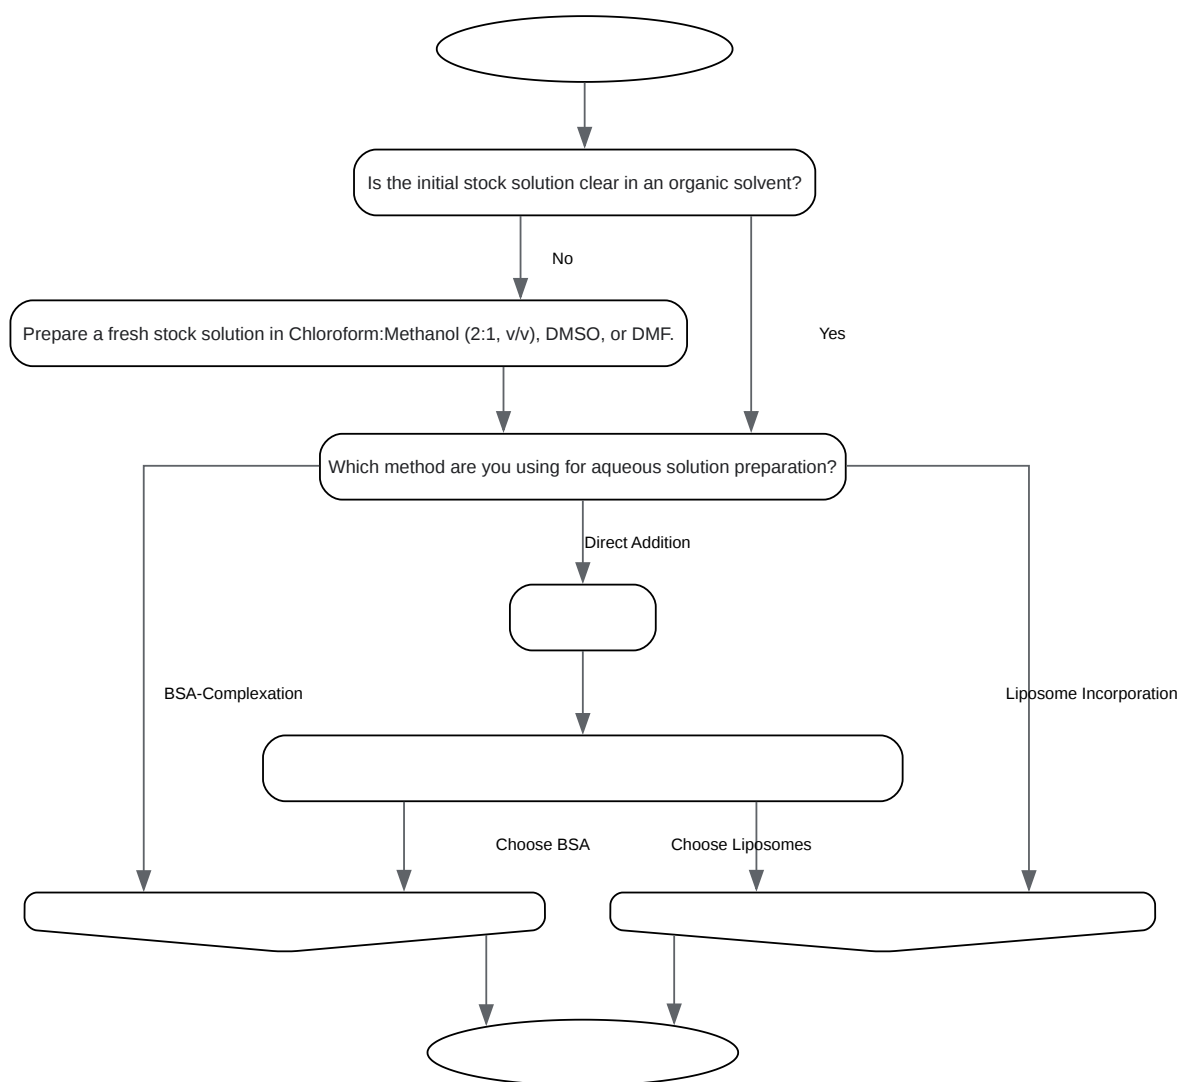 Is the initial stock solution clear in an organic solvent?
No
Prepare a fresh stock solution in Chloroform:Methanol (2:1, v/v), DMSO, or DMF.
Yes
Which method are you using for aqueous solution preparation?
Direct Addition
BSA-Complexation
Liposome Incorporation
Choose BSA
Choose Liposomes